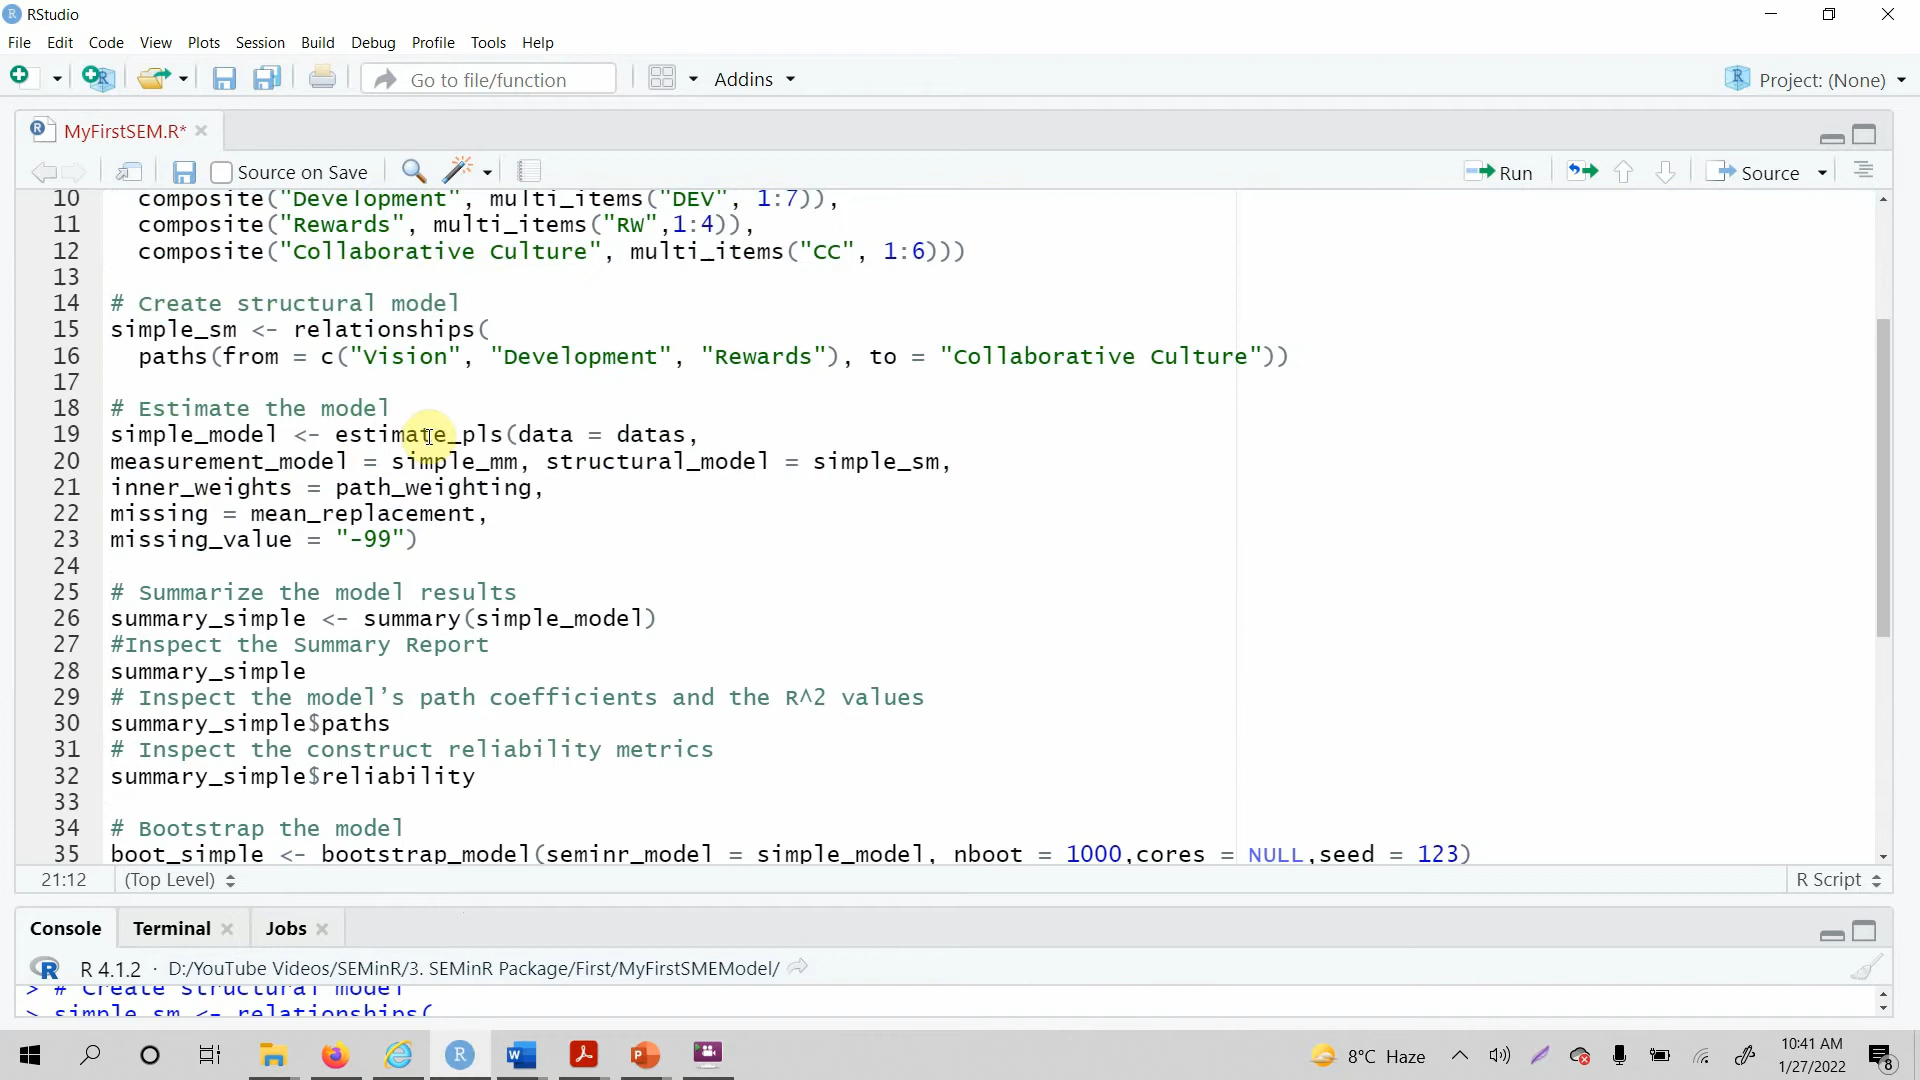 RStudio
File Edit Code View Plots Session Build Debug Profile Tools Help
Go to file/function Addins Project: (None)
MyFirstSEM.R*
Source on Save Run Source
10 composite("Development", multi_items("DEV", 1:7)),
11 composite("Rewards", multi_items("RW",1:4)),
12 composite("Collaborative Culture", multi_items("CC", 1:6)))
13
14 # Create structural model
15 simple_sm <- relationships(
16 paths(from = c("Vision", "Development", "Rewards"), to = "Collaborative Culture"))
17
18 # Estimate the model
19 simple_model <- estimate_pls(data = datas,
20 measurement_model = simple_mm, structural_model = simple_sm,
21 inner_weights = path_weighting,
22 missing = mean_replacement,
23 missing_value = "-99")
24
25 # Summarize the model results
26 summary_simple <- summary(simple_model)
27 #Inspect the Summary Report
28 summary_simple
29 # Inspect the model’s path coefficients and the R^2 values
30 summary_simple$paths
31 # Inspect the construct reliability metrics
32 summary_simple$reliability
33
34 # Bootstrap the model
35 boot_simple <- bootstrap_model(seminr_model = simple_model, nboot = 1000,cores = NULL,seed = 123)
21:12 (Top Level) R Script
Console Terminal Jobs
R 4.1.2 · D:/YouTube Videos/SEMinR/3. SEMinR Package/First/MyFirstSMEModel/
> # Create structural model
> simple_sm <- relationships(
8°C Haze 10:41 AM
1/27/2022 8